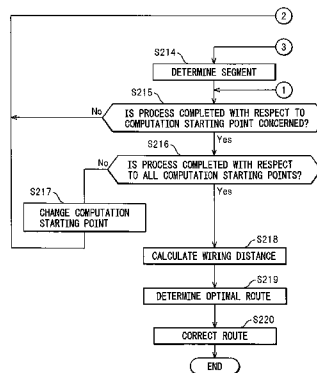 2
3
S214
DETERMINE SEGMENT
1
S215
No
IS PROCESS COMPLETED WITH RESPECT TO
COMPUTATION STARTING POINT CONCERNED?
Yes
S216
No
IS PROCESS COMPLETED WITH RESPECT
TO ALL COMPUTATION STARTING POINTS?
S217
Yes
CHANGE COMPUTATION
STARTING POINT
S218
CALCULATE WIRING DISTANCE
S219
DETERMINE OPTIMAL ROUTE
S220
CORRECT ROUTE
END